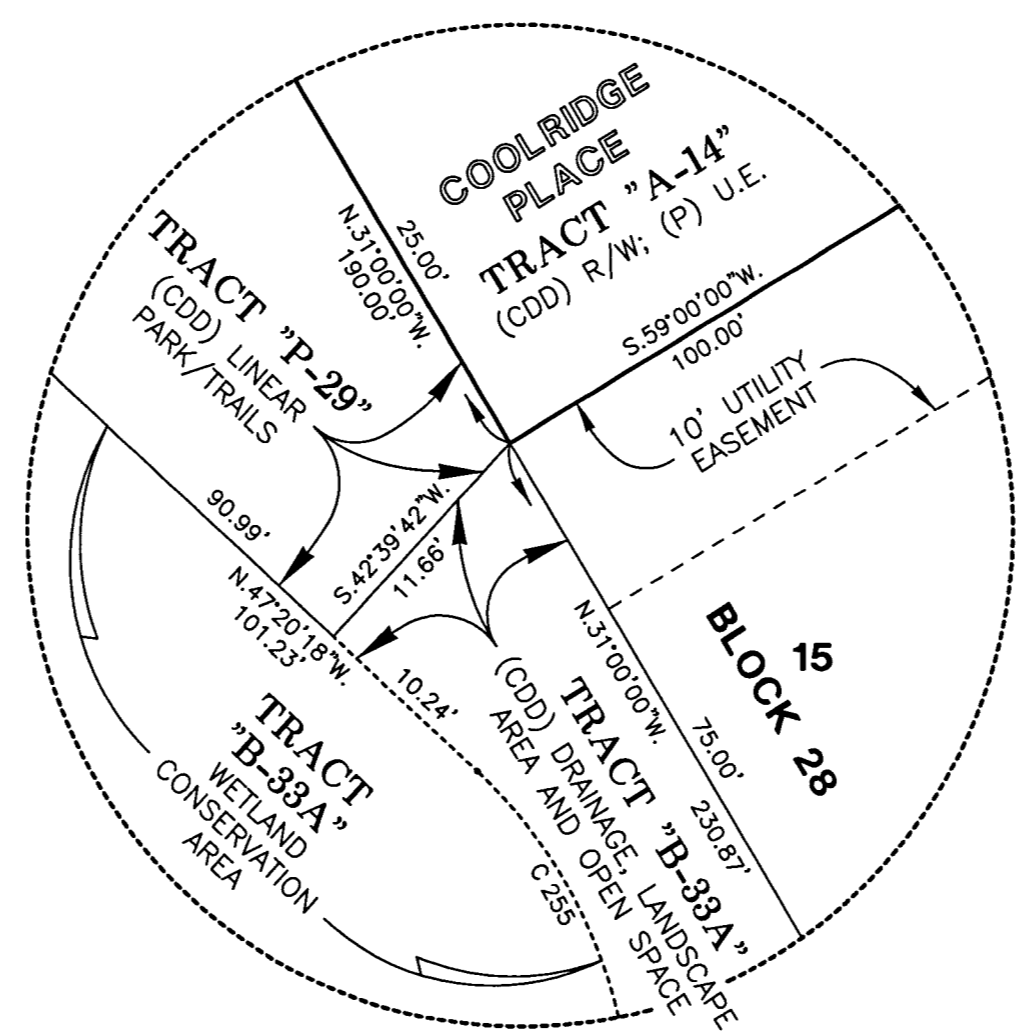 COOLRIDGE
PLACE
TRACT "A-14"
(CDD) R/W; (P) U.E.
25.00'
N.31°00'00"W.
190.00'
TRACT "P-29"
(CDD) LINEAR
PARK/TRAILS
S.59°00'00"W.
100.00'
10' UTILITY
EASEMENT
90.99'
S.42°39'42"W.
11.66'
N.47°20'18"W.
101.23'
10.24'
N.31°00'00"W.
75.00'
230.87'
15
BLOCK 28
TRACT
"B-33A"
WETLAND
CONSERVATION
AREA
TRACT "B-33A"
(CDD) DRAINAGE, LANDSCAPE
AREA AND OPEN SPACE
C 255